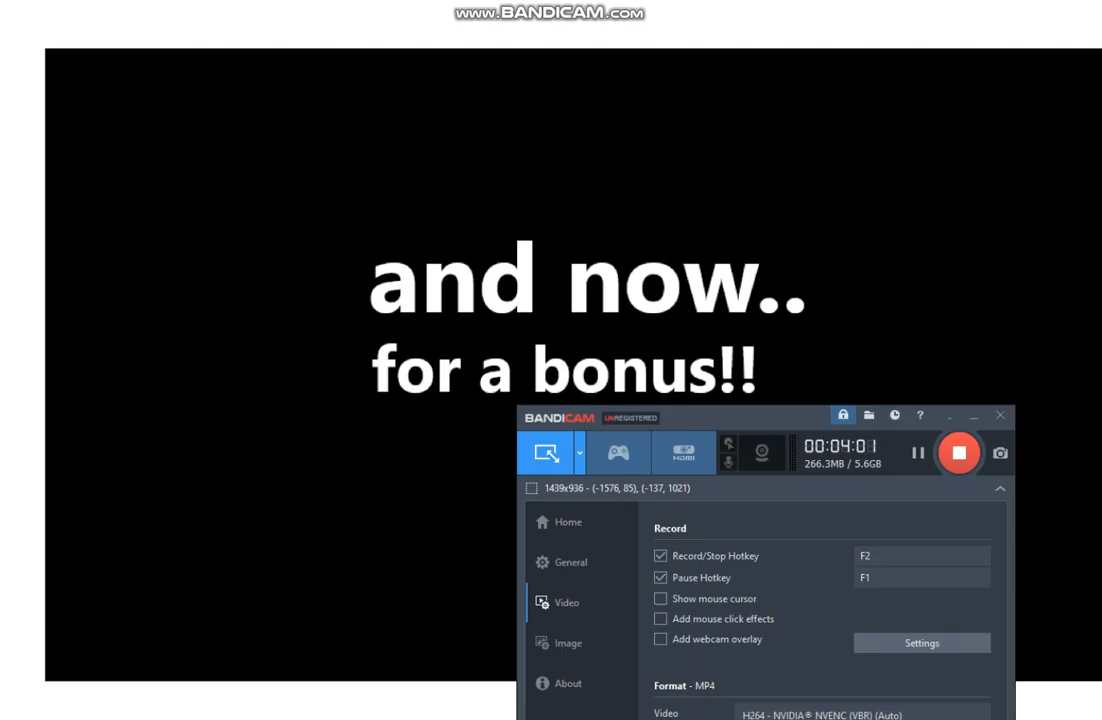 www.BANDICAM.com
and now..
for a bonus!!
BANDICAM UNREGISTERED
?
HDMI
00:04:01
266.3MB / 5.6GB
1439x936 - (-1576, 85), (-137, 1021)
Home
General
Video
Image
About
Record
Record/Stop Hotkey F2
Pause Hotkey F1
Show mouse cursor
Add mouse click effects
Add webcam overlay
Settings
Format - MP4
Video H264 - NVIDIA® NVENC (VBR) (Auto)